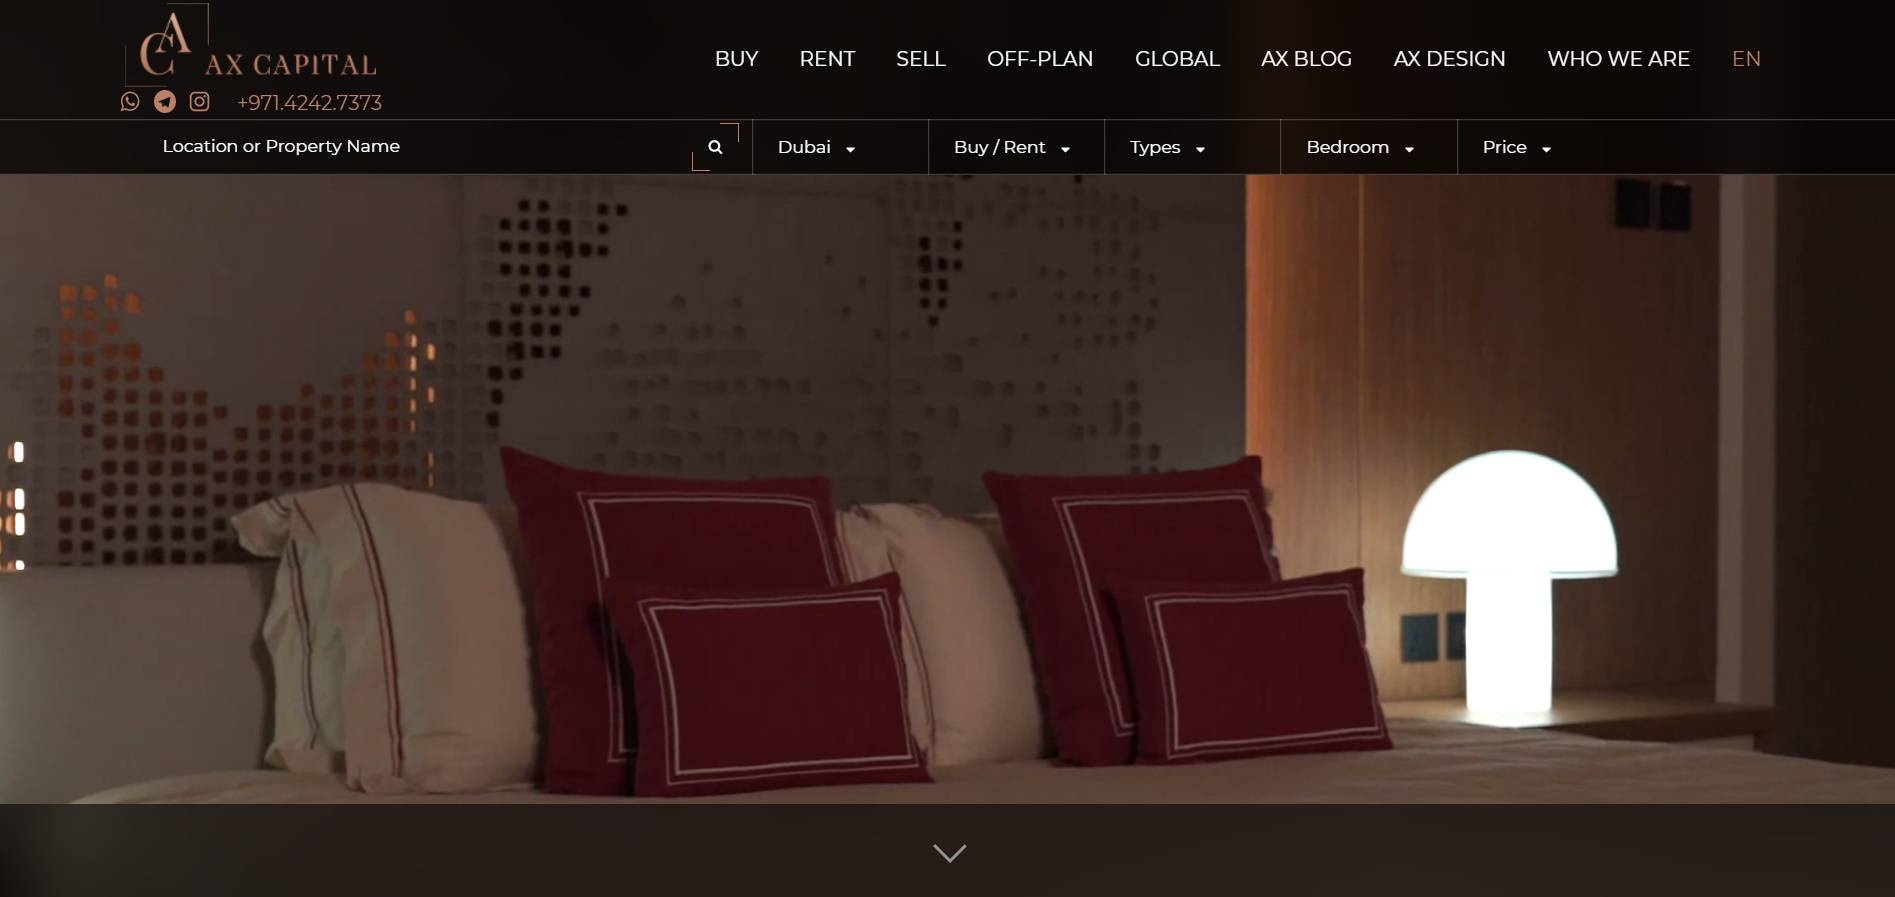 CA
AX CAPITAL
BUY RENT SELL OFF-PLAN GLOBAL AX BLOG AX DESIGN WHO WE ARE EN
+971.4242.7373
Location or Property Name Dubai Buy / Rent Types Bedroom Price